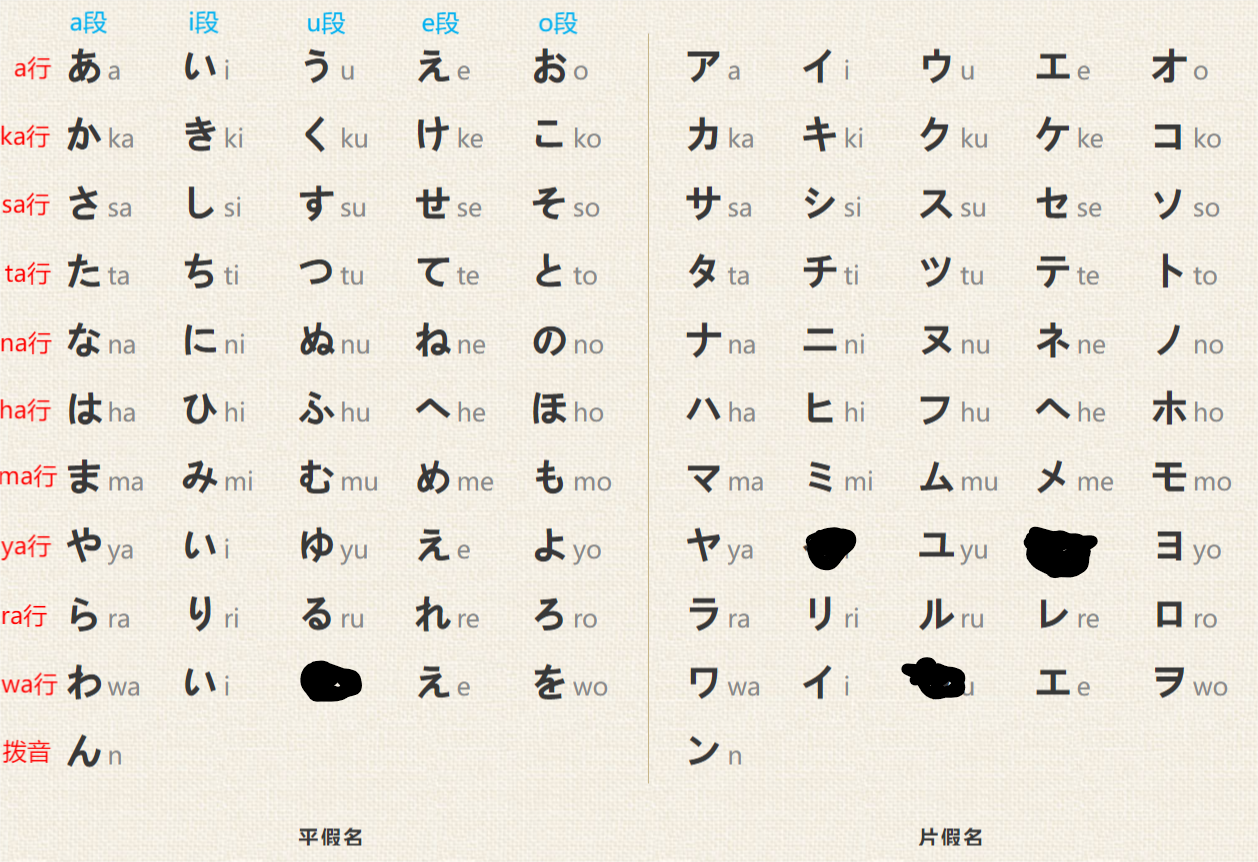 a段 i段 u段 e段 o段
a行 あ a い i う u え e お o ア a イ i ウ u エ e オ o
ka行 か ka き ki く ku け ke こ ko カ ka キ ki ク ku ケ ke コ ko
sa行 さ sa し si す su せ se そ so サ sa シ si ス su セ se ソ so
ta行 た ta ち ti つ tu て te と to タ ta チ ti ツ tu テ te ト to
na行 な na に ni ぬ nu ね ne の no ナ na ニ ni ヌ nu ネ ne ノ no
ha行 は ha ひ hi ふ hu へ he ほ ho ハ ha ヒ hi フ hu ヘ he ホ ho
ma行 ま ma み mi む mu め me も mo マ ma ミ mi ム mu メ me モ mo
ya行 や ya い i ゆ yu え e よ yo ヤ ya ユ yu ヨ yo
ra行 ら ra り ri る ru れ re ろ ro ラ ra リ ri ル ru レ re ロ ro
wa行 わ wa い i え e を wo ワ wa イ i u エ e ヲ wo
拨音 ん n ン n
平假名 片假名